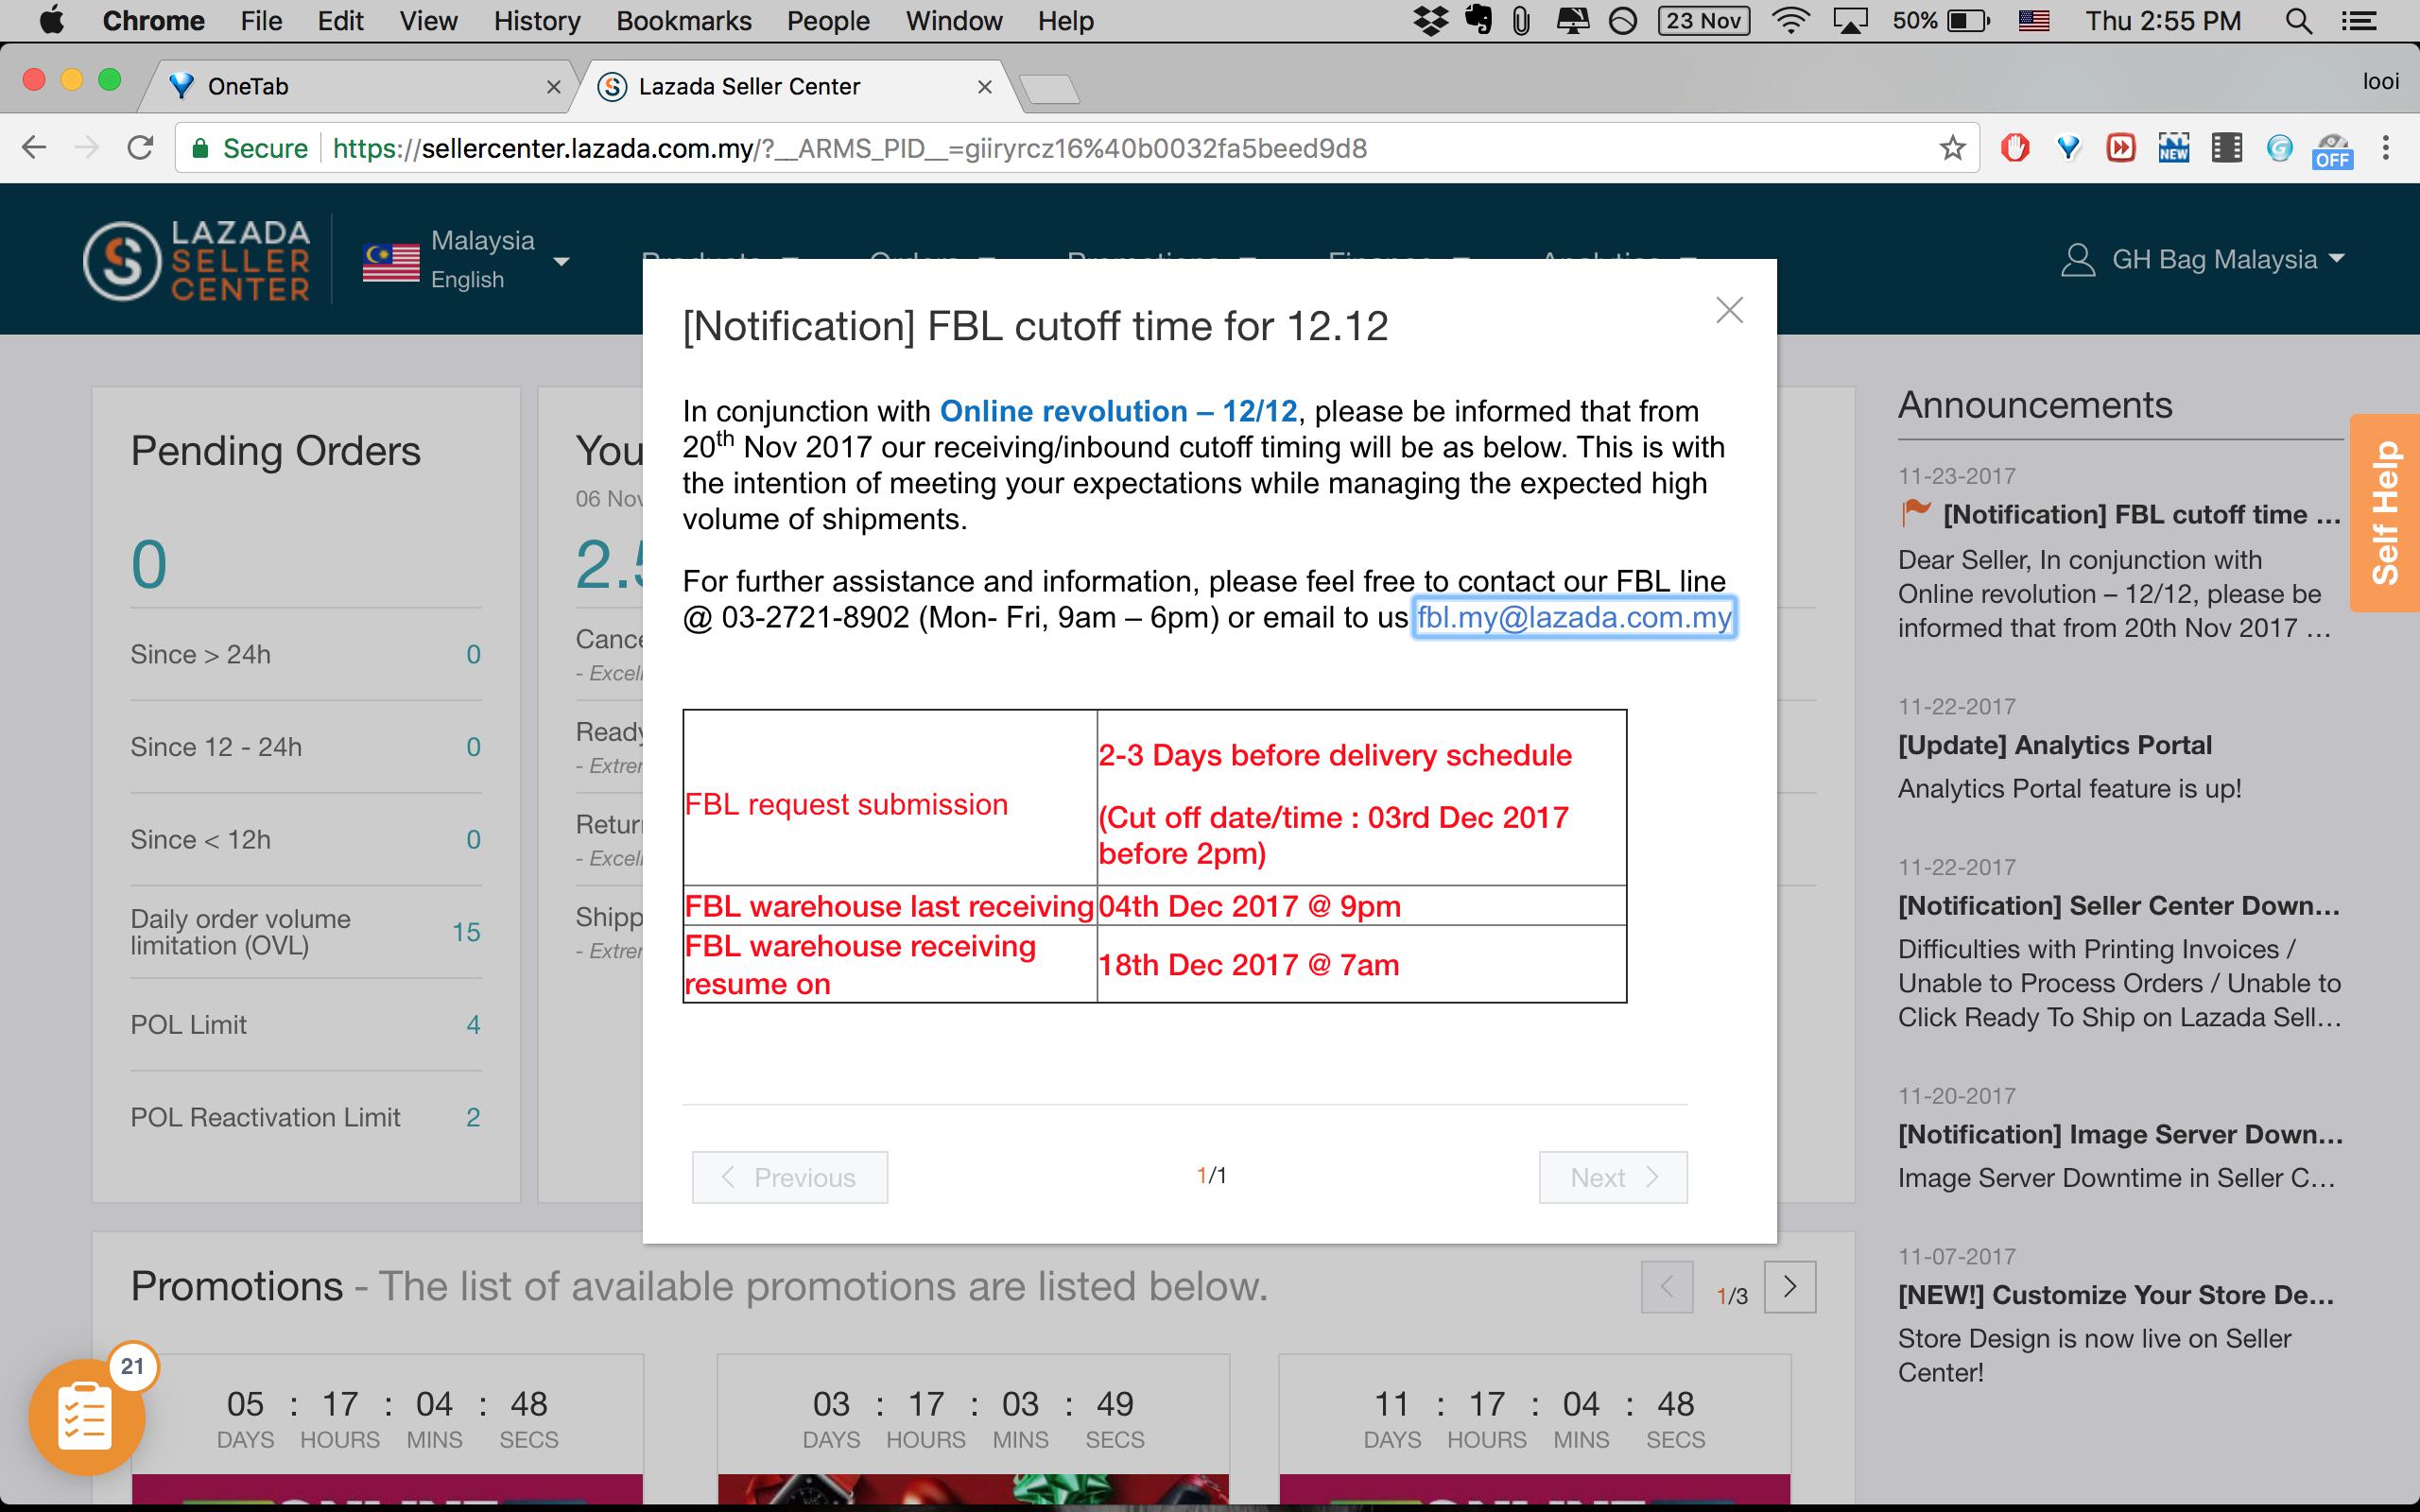 Chrome File Edit View History Bookmarks People Window Help 23 Nov 50% Thu 2:55 PM
OneTab
Lazada Seller Center
looi
Secure https://sellercenter.lazada.com.my/?__ARMS_PID__=giiryrcz16%40b0032fa5beed9d8
NEW
OFF
LAZADA
SELLER
CENTER
Malaysia
English
Products Orders Promotions Finance Analytics
GH Bag Malaysia
[Notification] FBL cutoff time for 12.12
In conjunction with Online revolution – 12/12, please be informed that from
20th Nov 2017 our receiving/inbound cutoff timing will be as below. This is with
the intention of meeting your expectations while managing the expected high
volume of shipments.
For further assistance and information, please feel free to contact our FBL line
@ 03-2721-8902 (Mon- Fri, 9am – 6pm) or email to us fbl.my@lazada.com.my
FBL request submission
2-3 Days before delivery schedule
(Cut off date/time : 03rd Dec 2017
before 2pm)
FBL warehouse last receiving 04th Dec 2017 @ 9pm
FBL warehouse receiving
resume on
18th Dec 2017 @ 7am
Previous
1/1
Next
Pending Orders
0
Since > 24h 0
Since 12 - 24h 0
Since < 12h 0
Daily order volume
limitation (OVL)
15
POL Limit 4
POL Reactivation Limit 2
You
06 Nov
2.5
Cance
- Excell
Ready
- Extrem
Return
- Excell
Shipp
- Extrem
Announcements
11-23-2017
[Notification] FBL cutoff time ...
Dear Seller, In conjunction with
Online revolution – 12/12, please be
informed that from 20th Nov 2017 ...
11-22-2017
[Update] Analytics Portal
Analytics Portal feature is up!
11-22-2017
[Notification] Seller Center Down...
Difficulties with Printing Invoices /
Unable to Process Orders / Unable to
Click Ready To Ship on Lazada Sell...
11-20-2017
[Notification] Image Server Down...
Image Server Downtime in Seller C...
11-07-2017
[NEW!] Customize Your Store De...
Store Design is now live on Seller
Center!
Self Help
Promotions - The list of available promotions are listed below.
1/3
21
05 : 17 : 04 : 48
DAYS HOURS MINS SECS
03 : 17 : 03 : 49
DAYS HOURS MINS SECS
11 : 17 : 04 : 48
DAYS HOURS MINS SECS